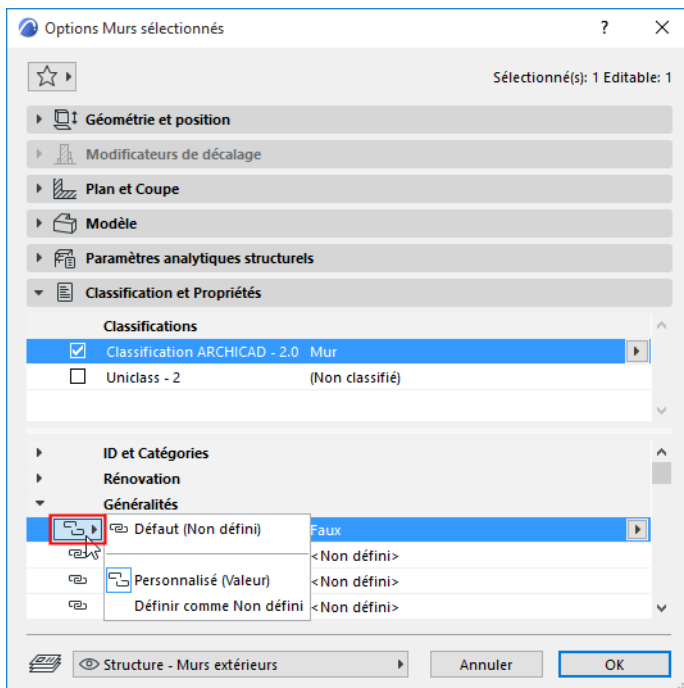 Options Murs sélectionnés
?
Sélectionné(s): 1 Editable: 1
Géométrie et position
Modificateurs de décalage
Plan et Coupe
Modèle
Paramètres analytiques structurels
Classification et Propriétés
Classifications
Classification ARCHICAD - 2.0 Mur
Uniclass - 2 (Non classifié)
ID et Catégories
Rénovation
Généralités
Défaut (Non défini) Faux
<Non défini>
Personnalisé (Valeur) <Non défini>
Définir comme Non défini <Non défini>
Structure - Murs extérieurs Annuler OK